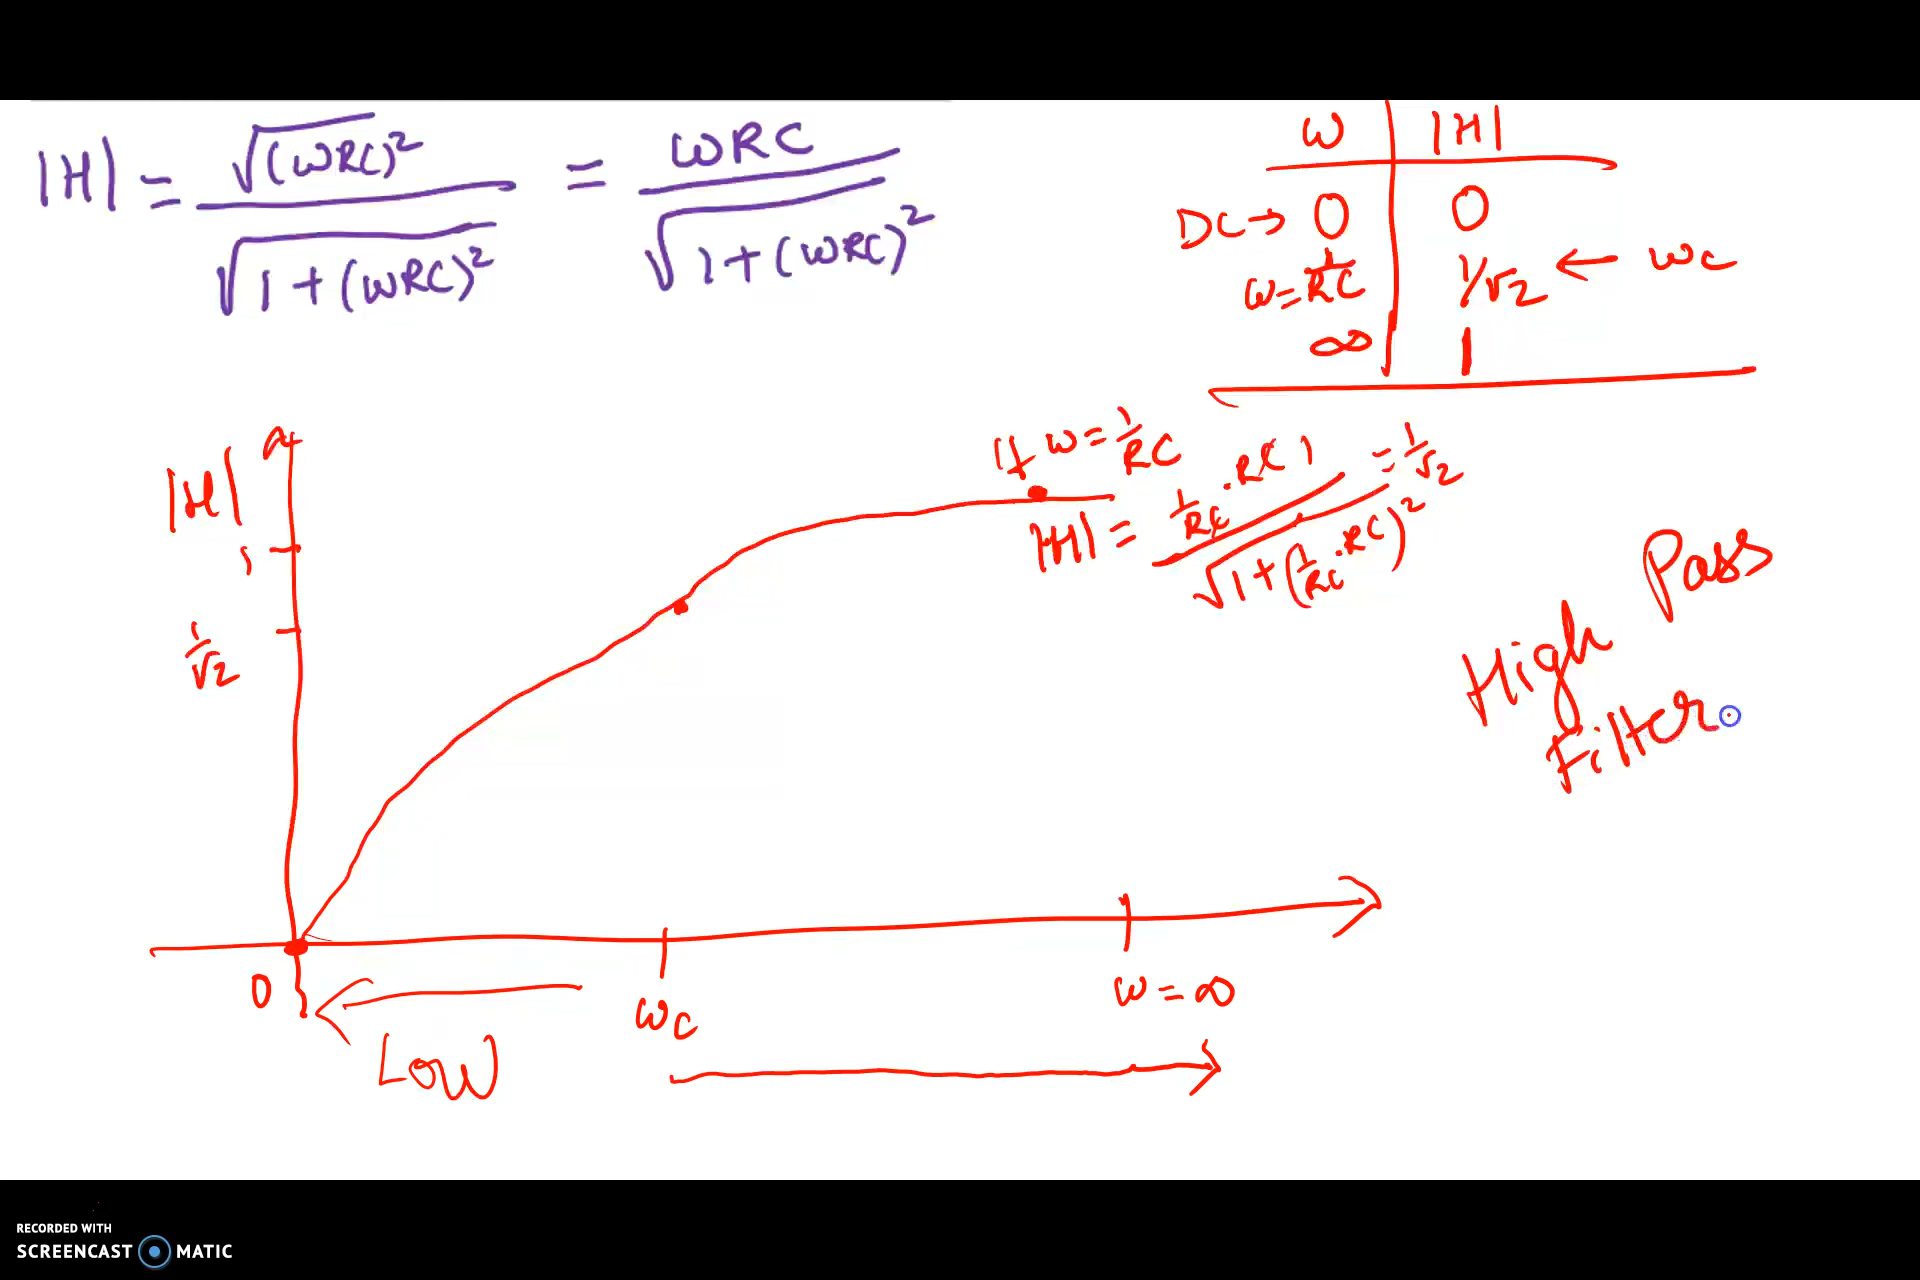 |H| = √(ωRC)² / √1+(ωRC)² = ωRC / √1+(ωRC)²
ω |H|
DC → 0 0
ω = 1/RC 1/√2 ← ωc
∞ 1
If ω = 1/RC
|H| = 1/RC · RC / √1+(1/RC · RC)² = 1/√2
|H|
1
1/√2
High Pass
Filter
0 ωc ω = ∞
LOW
RECORDED WITH
SCREENCAST MATIC